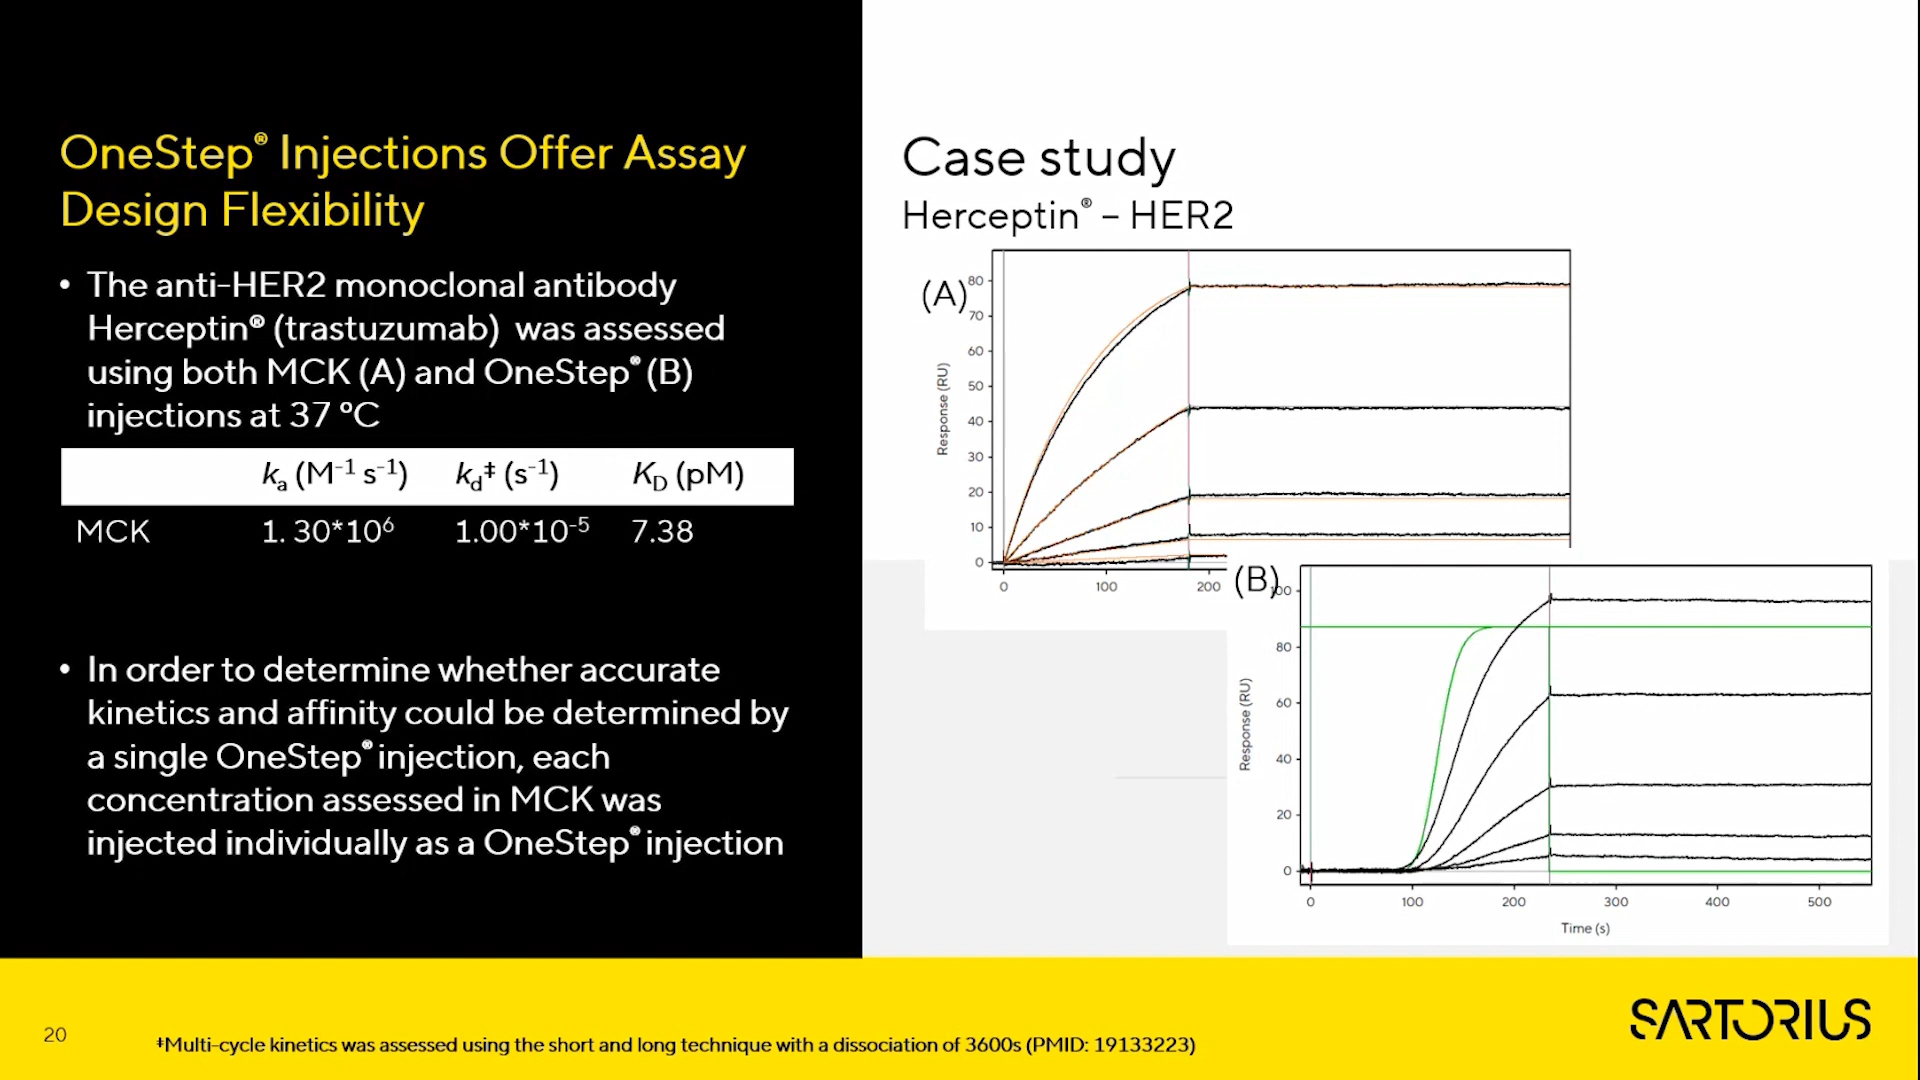 OneStep® Injections Offer Assay
Design Flexibility
• The anti-HER2 monoclonal antibody
Herceptin® (trastuzumab) was assessed
using both MCK (A) and OneStep® (B)
injections at 37 ºC
kₐ (M⁻¹ s⁻¹) k_d‡ (s⁻¹) K_D (pM)
MCK 1. 30*10⁶ 1.00*10⁻⁵ 7.38
• In order to determine whether accurate
kinetics and affinity could be determined by
a single OneStep® injection, each
concentration assessed in MCK was
injected individually as a OneStep® injection
Case study
Herceptin® – HER2
(A)
Response (RU)
80
70
60
50
40
30
20
10
0
0 100 200
(B)
Response (RU)
100
80
60
40
20
0
0 100 200 300 400 500
Time (s)
20
‡Multi-cycle kinetics was assessed using the short and long technique with a dissociation of 3600s (PMID: 19133223)
SARTORIUS